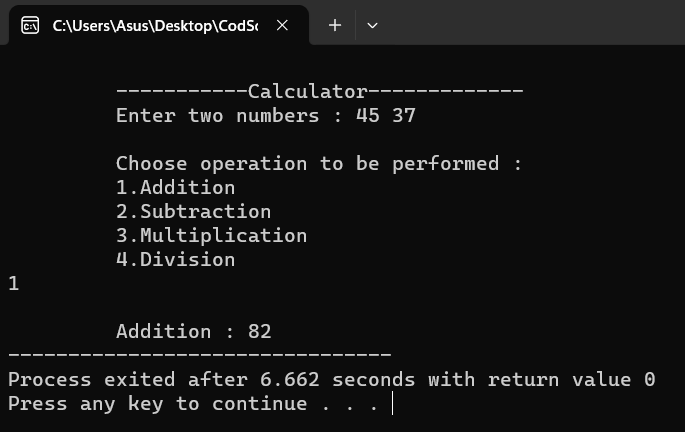 C:\Users\Asus\Desktop\CodSc
-----------Calculator-------------
Enter two numbers : 45 37
Choose operation to be performed :
1.Addition
2.Subtraction
3.Multiplication
4.Division
1
Addition : 82
--------------------------------
Process exited after 6.662 seconds with return value 0
Press any key to continue . . .